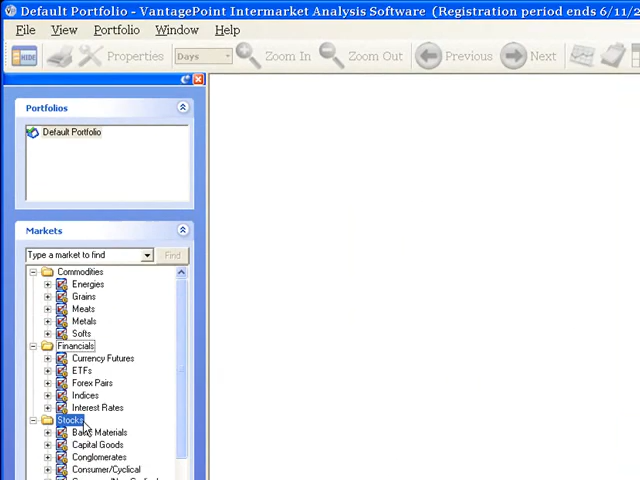 Default Portfolio - VantagePoint Intermarket Analysis Software (Registration period ends 6/11/2
File View Portfolio Window Help
HIDE Properties Days Zoom In Zoom Out Previous Next
Portfolios
Default Portfolio
Markets
Type a market to find Find
Commodities
Energies
Grains
Meats
Metals
Softs
Financials
Currency Futures
ETFs
Forex Pairs
Indices
Interest Rates
Stocks
Basic Materials
Capital Goods
Conglomerates
Consumer/Cyclical